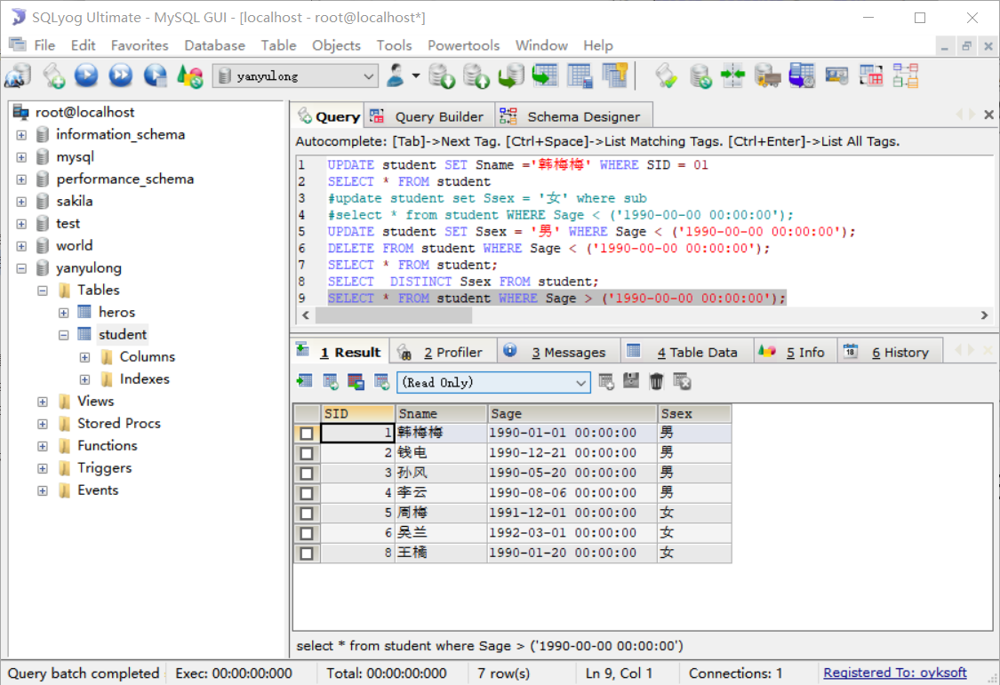 SQLyog Ultimate - MySQL GUI - [localhost - root@localhost*]
File Edit Favorites Database Table Objects Tools Powertools Window Help
yanyulong
root@localhost
information_schema
mysql
performance_schema
sakila
test
world
yanyulong
Tables
heros
student
Columns
Indexes
Views
Stored Procs
Functions
Triggers
Events
Query Query Builder Schema Designer
Autocomplete: [Tab]->Next Tag. [Ctrl+Space]->List Matching Tags. [Ctrl+Enter]->List All Tags.
1 UPDATE student SET Sname ='韩梅梅' WHERE SID = 01
2 SELECT * FROM student
3 #update student set Ssex = '女' where sub
4 #select * from student WHERE Sage < ('1990-00-00 00:00:00');
5 UPDATE student SET Ssex = '男' WHERE Sage < ('1990-00-00 00:00:00');
6 DELETE FROM student WHERE Sage < ('1990-00-00 00:00:00');
7 SELECT * FROM student;
8 SELECT  DISTINCT Ssex FROM student;
9 SELECT * FROM student WHERE Sage > ('1990-00-00 00:00:00');
1 Result 2 Profiler 3 Messages 4 Table Data 5 Info 18 6 History
(Read Only)
SID Sname Sage Ssex
1 韩梅梅 1990-01-01 00:00:00 男
2 钱电 1990-12-21 00:00:00 男
3 孙风 1990-05-20 00:00:00 男
4 李云 1990-08-06 00:00:00 男
5 周梅 1991-12-01 00:00:00 女
6 吴兰 1992-03-01 00:00:00 女
8 王橘 1990-01-20 00:00:00 女
select * from student where Sage > ('1990-00-00 00:00:00')
Query batch completed Exec: 00:00:00:000 Total: 00:00:00:000 7 row(s) Ln 9, Col 1 Connections: 1 Registered To: oyksoft